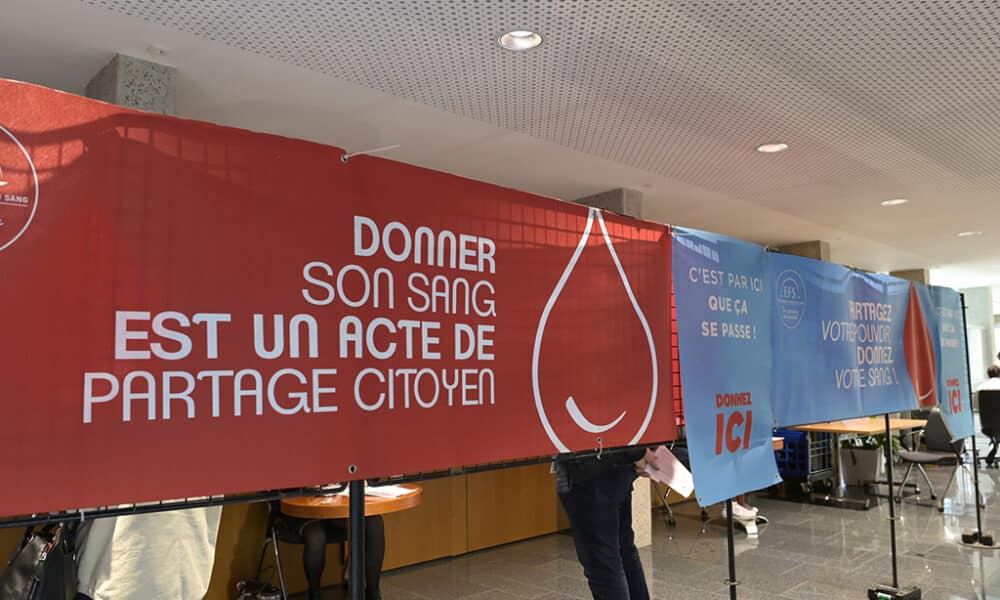 SANG
DONNER
SON SANG
EST UN ACTE DE
PARTAGE CITOYEN
C'EST PAR ICI
QUE ÇA
SE PASSE !
DONNEZ
ICI
EFS
PARTAGEZ
VOTRE POUVOIR,
DONNEZ
VOTRE SANG !
ICI